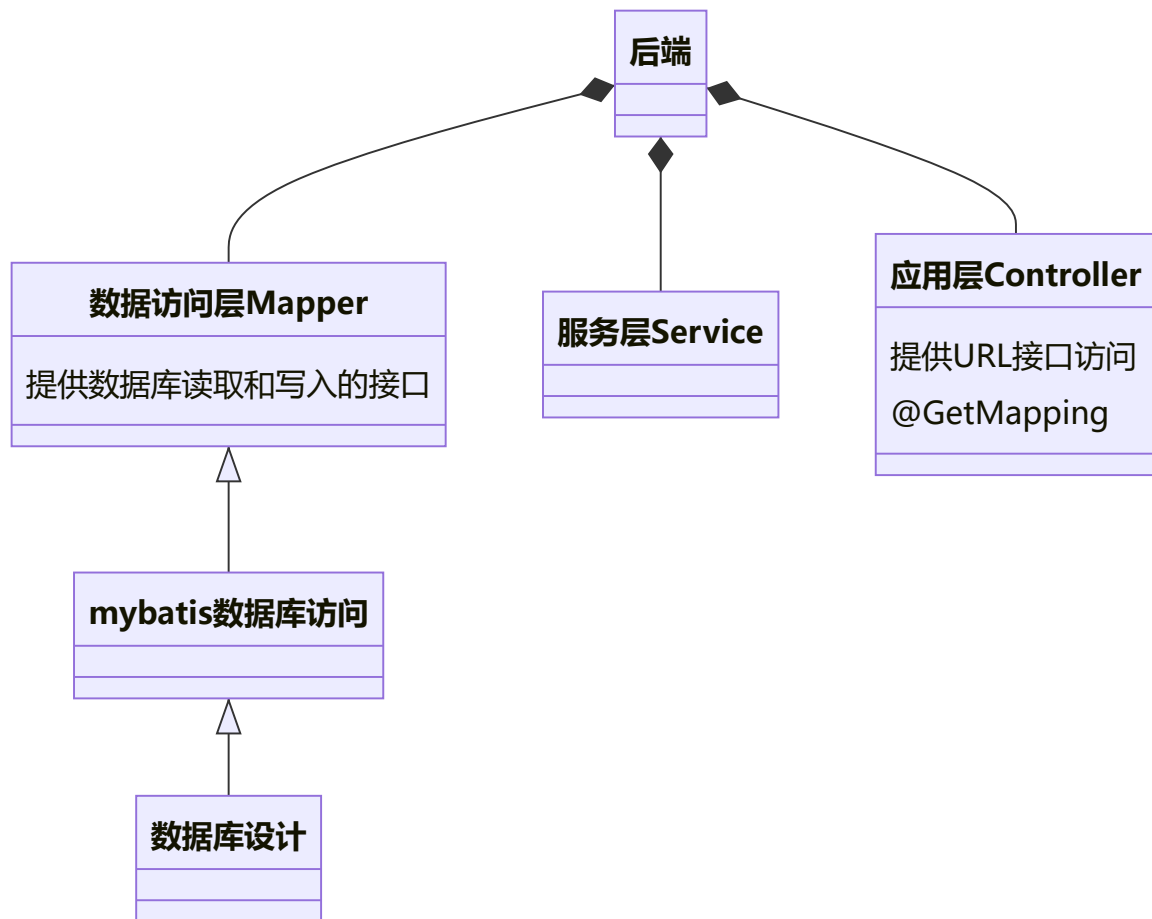 后端
数据访问层Mapper
提供数据库读取和写入的接口
服务层Service
应用层Controller
提供URL接口访问
@GetMapping
mybatis数据库访问
数据库设计